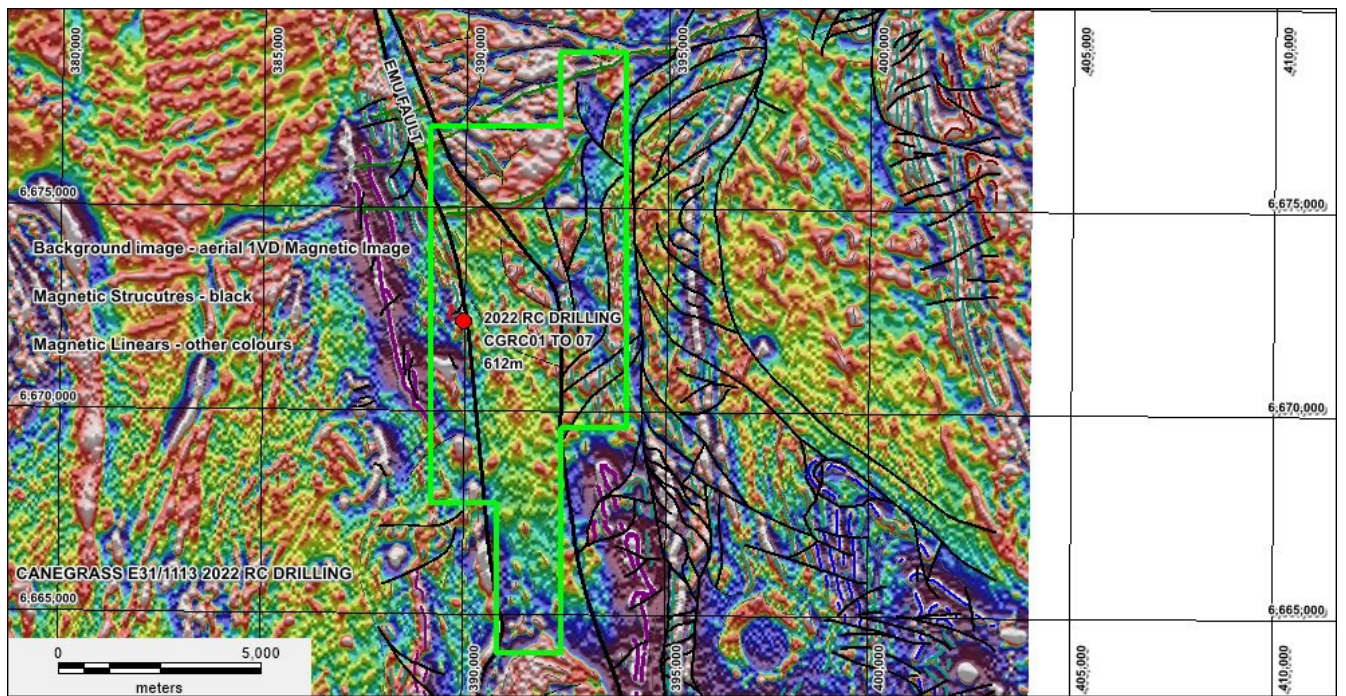 380,000
385,000
390,000
395,000
400,000
405,000
410,000
EMU FAULT
6,675,000
6,675,000
Background image - aerial 1VD Magnetic Image
Magnetic Strucutres - black
2022 RC DRILLING
CGRC01 TO 07
612m
Magnetic Linears - other colours
6,670,000
6,670,000
CANEGRASS E31/1113 2022 RC DRILLING
6,665,000
6,665,000
0 5,000
meters
390,000
395,000
400,000
405,000
410,000